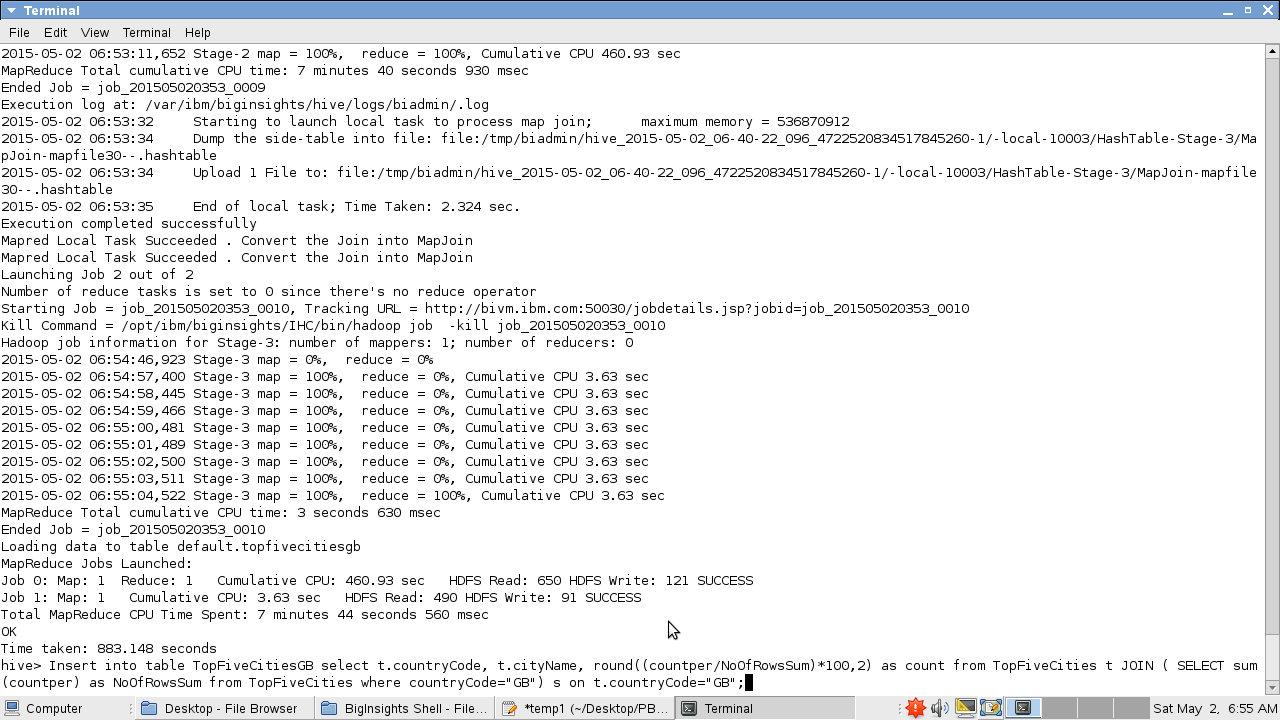 Terminal
File Edit View Terminal Help
2015-05-02 06:53:11,652 Stage-2 map = 100%,  reduce = 100%, Cumulative CPU 460.93 sec
MapReduce Total cumulative CPU time: 7 minutes 40 seconds 930 msec
Ended Job = job_201505020353_0009
Execution log at: /var/ibm/biginsights/hive/logs/biadmin/.log
2015-05-02 06:53:32     Starting to launch local task to process map join;      maximum memory = 536870912
2015-05-02 06:53:34     Dump the side-table into file: file:/tmp/biadmin/hive_2015-05-02_06-40-22_096_4722520834517845260-1/-local-10003/HashTable-Stage-3/Ma
pJoin-mapfile30--.hashtable
2015-05-02 06:53:34     Upload 1 File to: file:/tmp/biadmin/hive_2015-05-02_06-40-22_096_4722520834517845260-1/-local-10003/HashTable-Stage-3/MapJoin-mapfile
30--.hashtable
2015-05-02 06:53:35     End of local task; Time Taken: 2.324 sec.
Execution completed successfully
Mapred Local Task Succeeded . Convert the Join into MapJoin
Mapred Local Task Succeeded . Convert the Join into MapJoin
Launching Job 2 out of 2
Number of reduce tasks is set to 0 since there's no reduce operator
Starting Job = job_201505020353_0010, Tracking URL = http://bivm.ibm.com:50030/jobdetails.jsp?jobid=job_201505020353_0010
Kill Command = /opt/ibm/biginsights/IHC/bin/hadoop job  -kill job_201505020353_0010
Hadoop job information for Stage-3: number of mappers: 1; number of reducers: 0
2015-05-02 06:54:46,923 Stage-3 map = 0%,  reduce = 0%
2015-05-02 06:54:57,400 Stage-3 map = 100%,  reduce = 0%, Cumulative CPU 3.63 sec
2015-05-02 06:54:58,445 Stage-3 map = 100%,  reduce = 0%, Cumulative CPU 3.63 sec
2015-05-02 06:54:59,466 Stage-3 map = 100%,  reduce = 0%, Cumulative CPU 3.63 sec
2015-05-02 06:55:00,481 Stage-3 map = 100%,  reduce = 0%, Cumulative CPU 3.63 sec
2015-05-02 06:55:01,489 Stage-3 map = 100%,  reduce = 0%, Cumulative CPU 3.63 sec
2015-05-02 06:55:02,500 Stage-3 map = 100%,  reduce = 0%, Cumulative CPU 3.63 sec
2015-05-02 06:55:03,511 Stage-3 map = 100%,  reduce = 0%, Cumulative CPU 3.63 sec
2015-05-02 06:55:04,522 Stage-3 map = 100%,  reduce = 100%, Cumulative CPU 3.63 sec
MapReduce Total cumulative CPU time: 3 seconds 630 msec
Ended Job = job_201505020353_0010
Loading data to table default.topfivecitiesgb
MapReduce Jobs Launched:
Job 0: Map: 1  Reduce: 1   Cumulative CPU: 460.93 sec   HDFS Read: 650 HDFS Write: 121 SUCCESS
Job 1: Map: 1   Cumulative CPU: 3.63 sec   HDFS Read: 490 HDFS Write: 91 SUCCESS
Total MapReduce CPU Time Spent: 7 minutes 44 seconds 560 msec
OK
Time taken: 883.148 seconds
hive> Insert into table TopFiveCitiesGB select t.countryCode, t.cityName, round((countper/NoOfRowsSum)*100,2) as count from TopFiveCities t JOIN ( SELECT sum
(counter) as NoOfRowsSum from TopFiveCities where countryCode="GB") s on t.countryCode="GB";
Computer Desktop - File Browser BigInsights Shell - File... *temp1 (~/Desktop/PB... Terminal Sat May 2, 6:55 AM